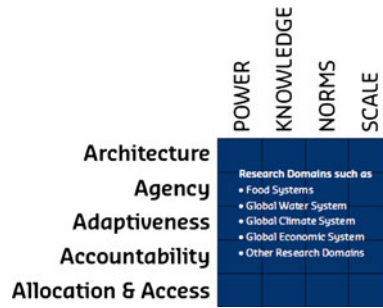 POWER
KNOWLEDGE
NORMS
SCALE
Architecture
Agency
Adaptiveness
Accountability
Allocation & Access
Research Domains such as
• Food Systems
• Global Water System
• Global Climate System
• Global Economic System
• Other Research Domains